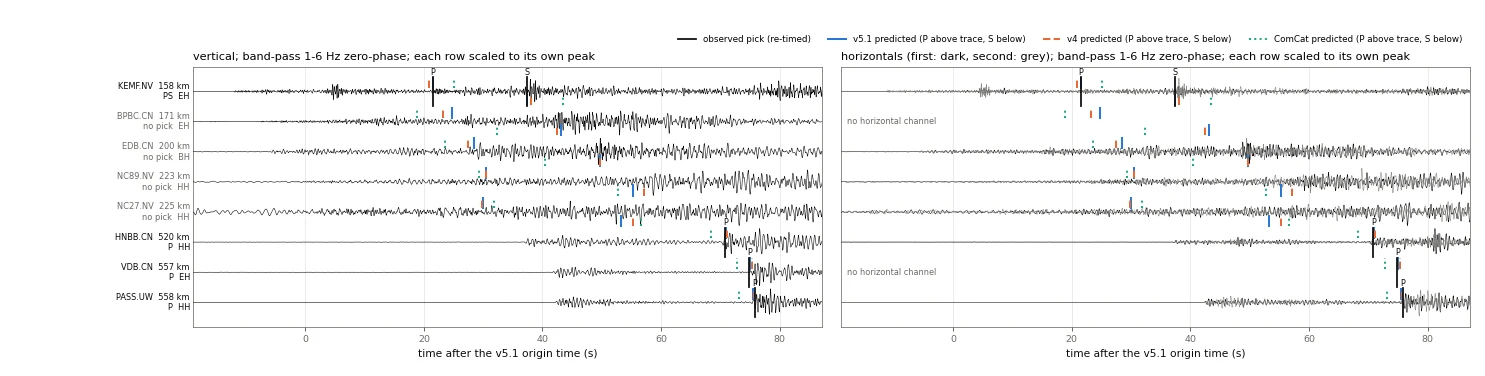 observed pick (re-timed) v5.1 predicted (P above trace, S below) v4 predicted (P above trace, S below) ComCat predicted (P above trace, S below)
vertical; band-pass 1-6 Hz zero-phase; each row scaled to its own peak
KEMF.NV 158 km
PS EH
BPBC.CN 171 km
no pick EH
EDB.CN 200 km
no pick BH
NC89.NV 223 km
no pick HH
NC27.NV 225 km
no pick HH
HNBB.CN 520 km
P HH
VDB.CN 557 km
P EH
PASS.UW 558 km
P HH
P S
P
P
P
0 20 40 60 80
time after the v5.1 origin time (s)
horizontals (first: dark, second: grey); band-pass 1-6 Hz zero-phase; each row scaled to its own peak
P S
no horizontal channel
P
P
no horizontal channel
P
0 20 40 60 80
time after the v5.1 origin time (s)